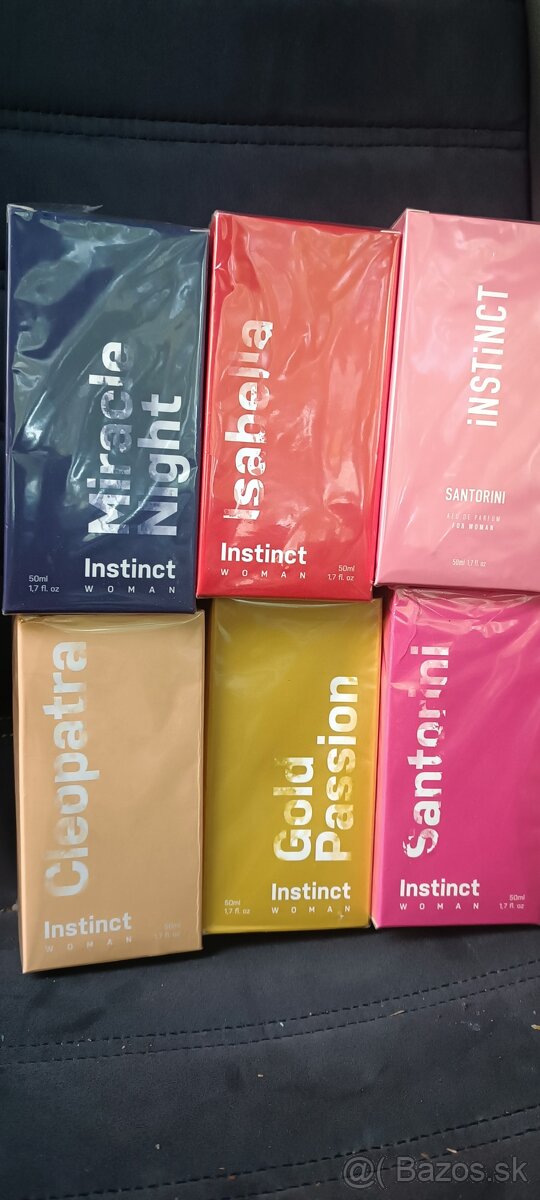 Miracle
Night
Instinct
WOMAN
50ml
1,7 fl. oz
Isabella
Instinct
WOMAN
50ml
1,7 fl. oz
iNSTiNCT
SANTORINI
EAU DE PARFUM
FOR WOMAN
50ml 1.7 fl. oz
Cleopatra
Instinct
WOMAN
50ml
1,7 fl. oz
Gold
Passion
Instinct
WOMAN
50ml
1,7 fl. oz
Santorini
Instinct
WOMAN
50ml
1,7 fl. oz
@( Bazos.sk